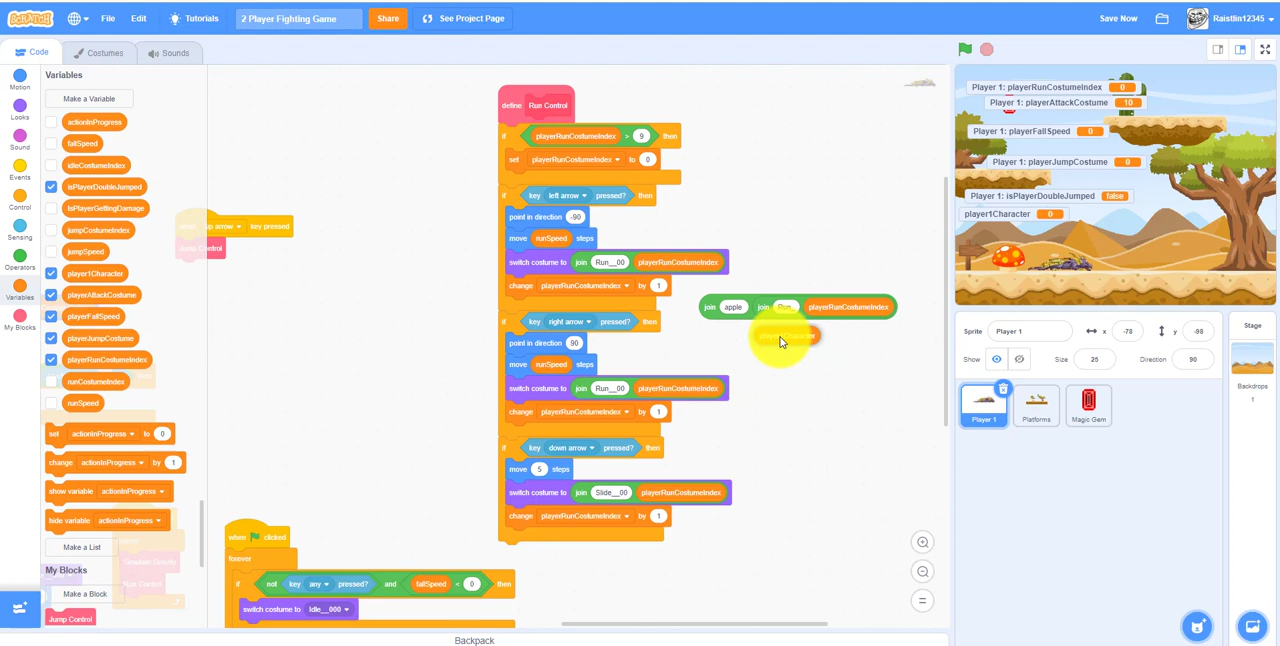 SCRATCH File Edit Tutorials 2 Player Fighting Game Share See Project Page Save Now Raistlin12345
Code Costumes Sounds
Motion
Looks
Sound
Events
Control
Sensing
Operators
Variables
My Blocks
Variables
Make a Variable
actionInProgress
fallSpeed
idleCostumeIndex
isPlayerDoubleJumped
isPlayerGettingDamage
jumpCostumeIndex
jumpSpeed
player1Character
playerAttackCostume
playerFallSpeed
playerJumpCostume
playerRunCostumeIndex
runCostumeIndex
runSpeed
set actionInProgress to 0
change actionInProgress by 1
show variable actionInProgress
hide variable actionInProgress
Make a List
My Blocks
Make a Block
Jump Control
up arrow key pressed
Control
define Run Control
if playerRunCostumeIndex > 9 then
set playerRunCostumeIndex to 0
if key left arrow pressed? then
point in direction -90
move runSpeed steps
switch costume to join Run__00 playerRunCostumeIndex
change playerRunCostumeIndex by 1
if key right arrow pressed? then
point in direction 90
move runSpeed steps
switch costume to join Run__00 playerRunCostumeIndex
change playerRunCostumeIndex by 1
if key down arrow pressed? then
move 5 steps
switch costume to join Slide__00 playerRunCostumeIndex
change playerRunCostumeIndex by 1
join apple join playerRunCostumeIndex
when clicked
forever
if not key any pressed? and fallSpeed < 0 then
switch costume to Idle__000
Backpack
Player 1: playerRunCostumeIndex 0
Player 1: playerAttackCostume 10
Player 1: playerFallSpeed 0
Player 1: playerJumpCostume 0
Player 1: isPlayerDoubleJumped false
player1Character 0
Sprite Player 1 x -78 y -98
Show Size 25 Direction 90
Player 1 Platforms Magic Gem
Stage
Backdrops
1